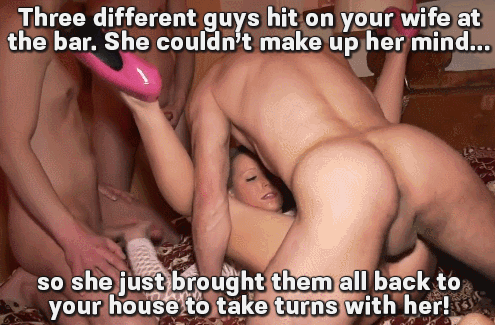 Three different guys hit on your wife at
the bar. She couldn't make up her mind...
so she just brought them all back to
your house to take turns with her!